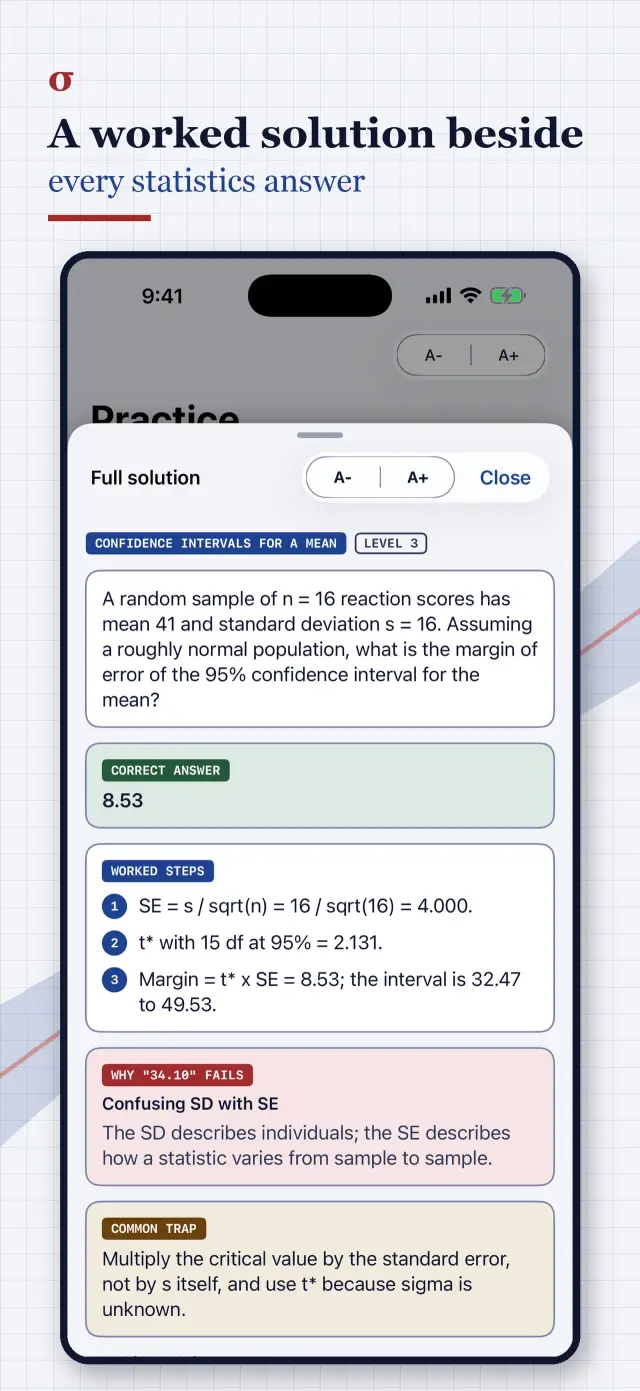 σ
A worked solution beside
every statistics answer
9:41
A- | A+
Practice
Full solution
A- | A+
Close
CONFIDENCE INTERVALS FOR A MEAN
LEVEL 3
A random sample of n = 16 reaction scores has
mean 41 and standard deviation s = 16. Assuming
a roughly normal population, what is the margin of
error of the 95% confidence interval for the
mean?
CORRECT ANSWER
8.53
WORKED STEPS
1 SE = s / sqrt(n) = 16 / sqrt(16) = 4.000.
2 t* with 15 df at 95% = 2.131.
3 Margin = t* x SE = 8.53; the interval is 32.47
to 49.53.
WHY "34.10" FAILS
Confusing SD with SE
The SD describes individuals; the SE describes
how a statistic varies from sample to sample.
COMMON TRAP
Multiply the critical value by the standard error,
not by s itself, and use t* because sigma is
unknown.